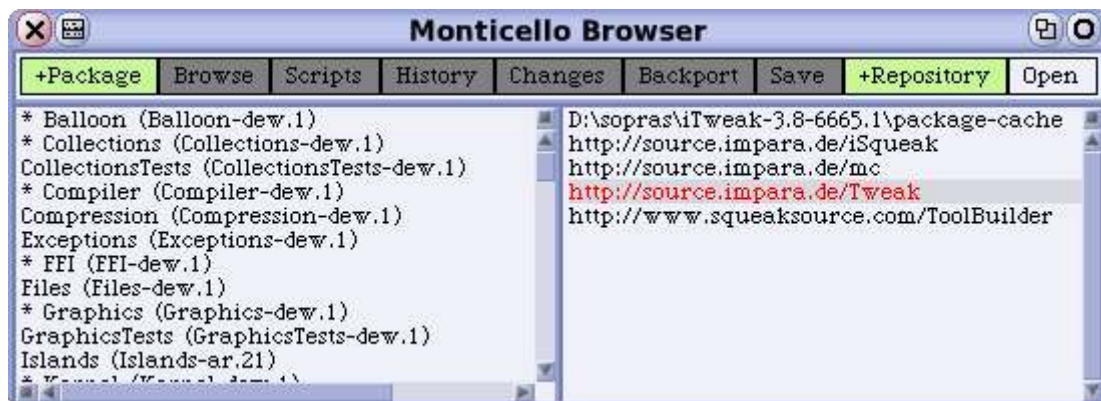 Monticello Browser
+Package Browse Scripts History Changes Backport Save +Repository Open
* Balloon (Balloon-dew.1)
* Collections (Collections-dew.1)
CollectionsTests (CollectionsTests-dew.1)
* Compiler (Compiler-dew.1)
Compression (Compression-dew.1)
Exceptions (Exceptions-dew.1)
* FFI (FFI-dew.1)
Files (Files-dew.1)
* Graphics (Graphics-dew.1)
GraphicsTests (GraphicsTests-dew.1)
Islands (Islands-ar.21)
* Kernel (Kernel-dew.1)
D:\sopras\iTweak-3.8-6665.1\package-cache
http://source.impara.de/iSqueak
http://source.impara.de/mc
http://source.impara.de/Tweak
http://www.squeaksource.com/ToolBuilder